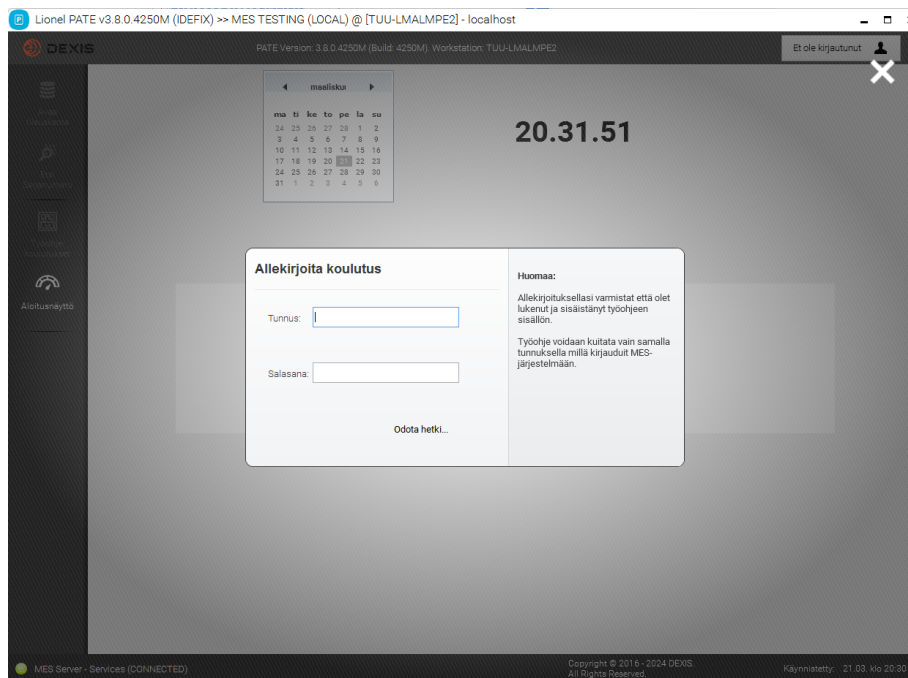 Lionel PATE v3.8.0.4250M (IDEFIX) >> MES TESTING (LOCAL) @ [TUU-LMALMPE2] - localhost
DEXIS
PATE Version: 3.8.0.4250M (Build: 4250M). Workstation: TUU-LMALMPE2
Et ole kirjautunut
maaliskuu
ma ti ke to pe la su
24 25 26 27 28 1 2
3 4 5 6 7 8 9
10 11 12 13 14 15 16
17 18 19 20 21 22 23
24 25 26 27 28 29 30
31 1 2 3 4 5 6
20.31.51
Työohje
koulutukset
Aloitusnäyttö
Allekirjoita koulutus
Tunnus:
Salasana:
Odota hetki...
Huomaa:
Allekirjoituksellasi varmistat että olet
lukenut ja sisäistänyt työohjeen
sisällön.
Työohje voidaan kuitata vain samalla
tunnuksella millä kirjauduit MES-
järjestelmään.
MES Server - Services (CONNECTED)
Copyright © 2016 - 2024 DEXIS.
All Rights Reserved.
Käynnistetty: 21.03. klo 20:30